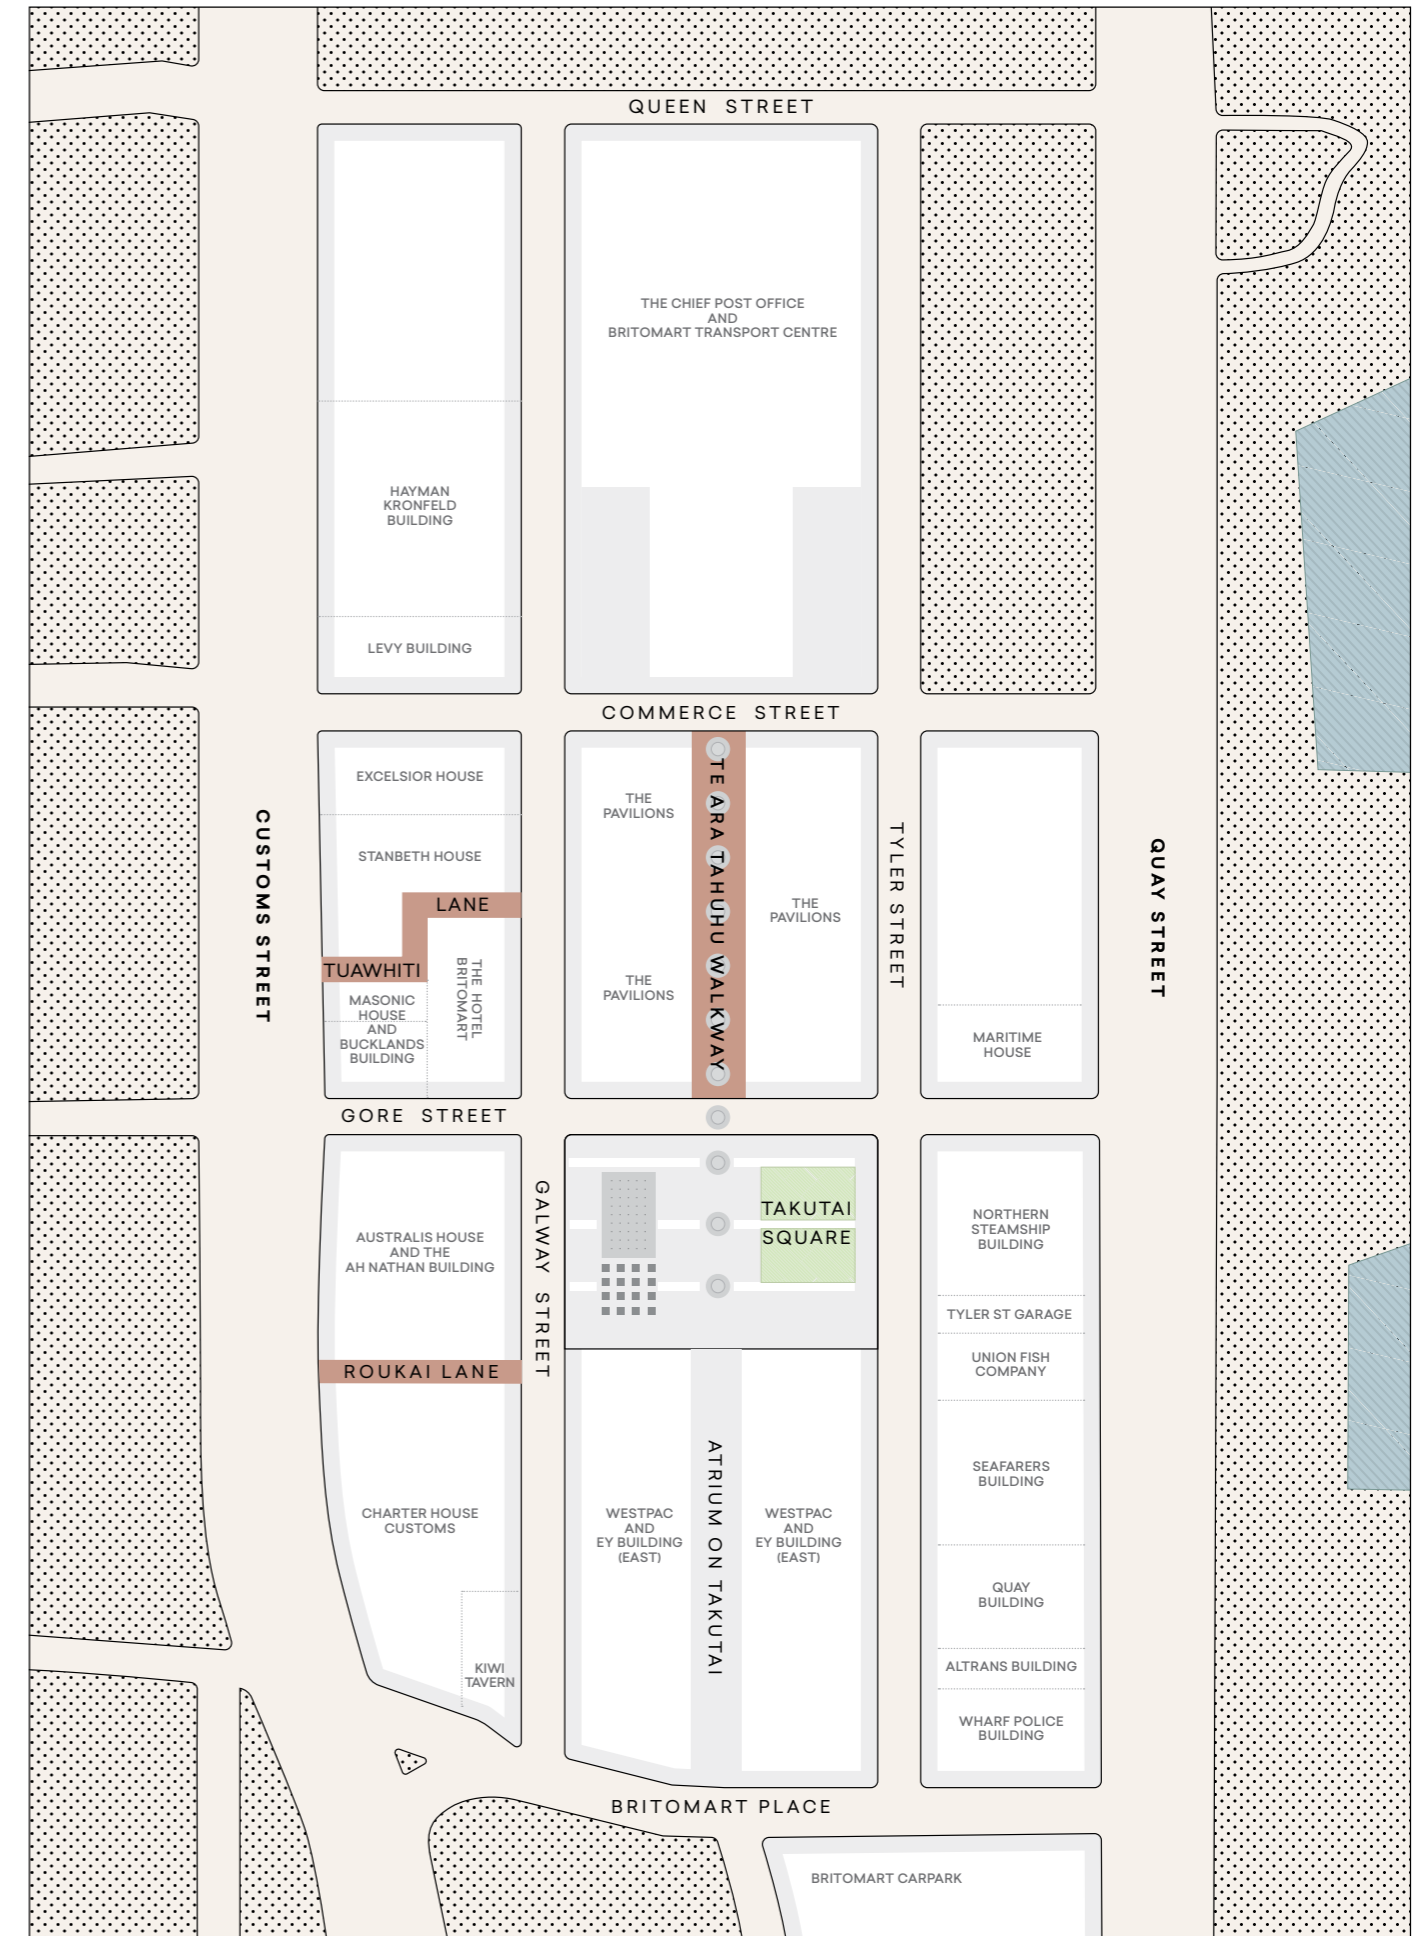 QUEEN STREET
THE CHIEF POST OFFICE
AND
BRITOMART TRANSPORT CENTRE
HAYMAN
KRONFELD
BUILDING
LEVY BUILDING
COMMERCE STREET
EXCELSIOR HOUSE
STANBETH HOUSE
LANE
TUAWHITI
MASONIC
HOUSE
AND
BUCKLANDS
BUILDING
THE HOTEL
BRITOMART
CUSTOMS STREET
THE
PAVILIONS
THE
PAVILIONS
TE ARA TAHUHU WALKWAY
THE
PAVILIONS
TYLER STREET
MARITIME
HOUSE
QUAY STREET
GORE STREET
AUSTRALIS HOUSE
AND THE
AH NATHAN BUILDING
GALWAY STREET
TAKUTAI
SQUARE
NORTHERN
STEAMSHIP
BUILDING
TYLER ST GARAGE
UNION FISH
COMPANY
ROUKAI LANE
SEAFARERS
BUILDING
CHARTER HOUSE
CUSTOMS
WESTPAC
AND
EY BUILDING
(EAST)
ATRIUM ON TAKUTAI
WESTPAC
AND
EY BUILDING
(EAST)
QUAY
BUILDING
KIWI
TAVERN
ALTRANS BUILDING
WHARF POLICE
BUILDING
BRITOMART PLACE
BRITOMART CARPARK